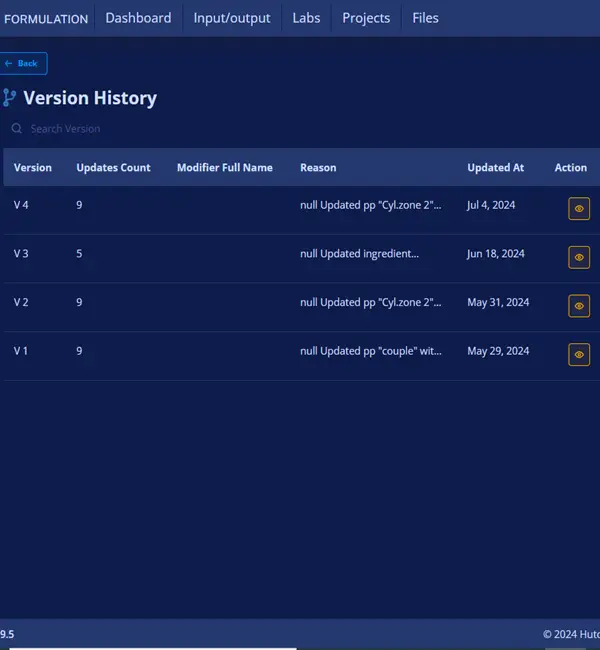 FORMULATION Dashboard Input/output Labs Projects Files
← Back
Version History
Search Version
Version Updates Count Modifier Full Name Reason Updated At Action
V 4 9 null Updated pp "Cyl.zone 2"... Jul 4, 2024
V 3 5 null Updated ingredient... Jun 18, 2024
V 2 9 null Updated pp "Cyl.zone 2"... May 31, 2024
V 1 9 null Updated pp "couple" wit... May 29, 2024
9.5 © 2024 Hutc